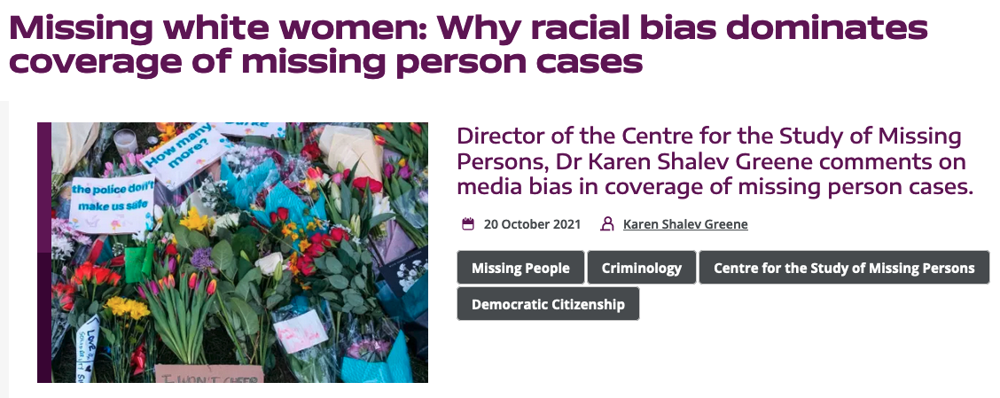 Missing white women: Why racial bias dominates
coverage of missing person cases
How many
more?
the police don't
make us safe
LOVE &
SOLIDARITY
I WON'T
Director of the Centre for the Study of Missing
Persons, Dr Karen Shalev Greene comments on
media bias in coverage of missing person cases.
20 October 2021 Karen Shalev Greene
Missing People Criminology Centre for the Study of Missing Persons
Democratic Citizenship